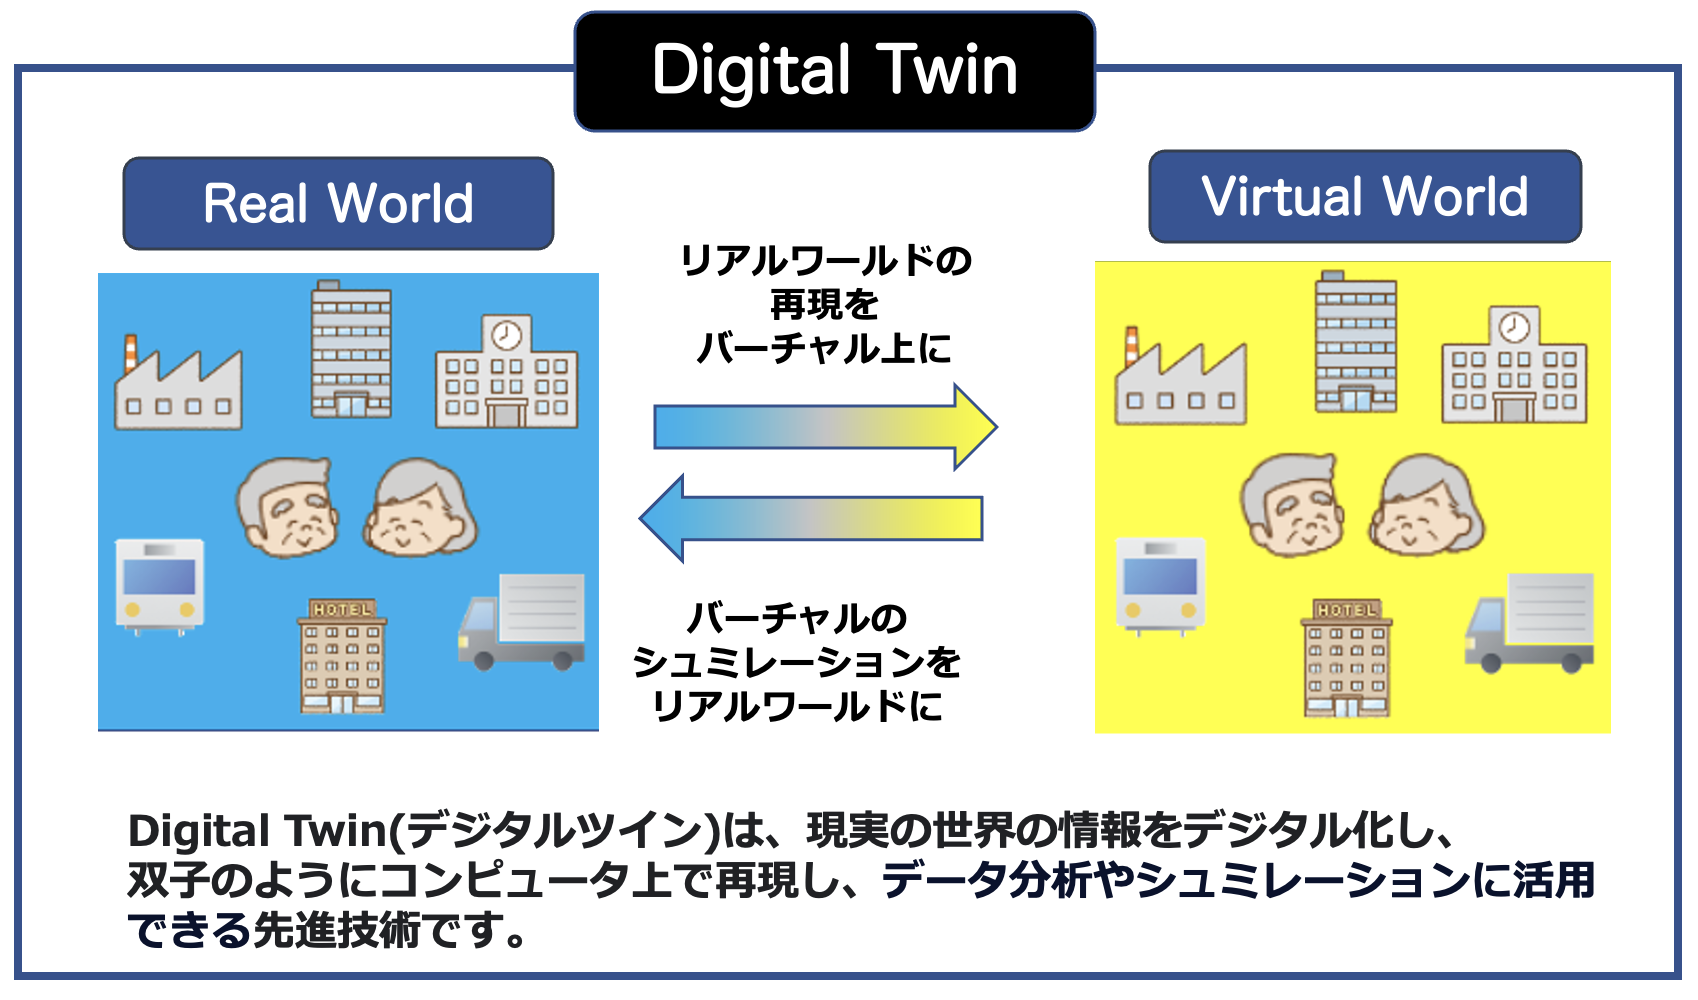 Digital Twin
Real World
Virtual World
リアルワールドの
再現を
バーチャル上に
HOTEL
HOTEL
バーチャルの
シュミレーションを
リアルワールドに
Digital Twin(デジタルツイン)は、現実の世界の情報をデジタル化し、
双子のようにコンピュータ上で再現し、データ分析やシュミレーションに活用
できる先進技術です。